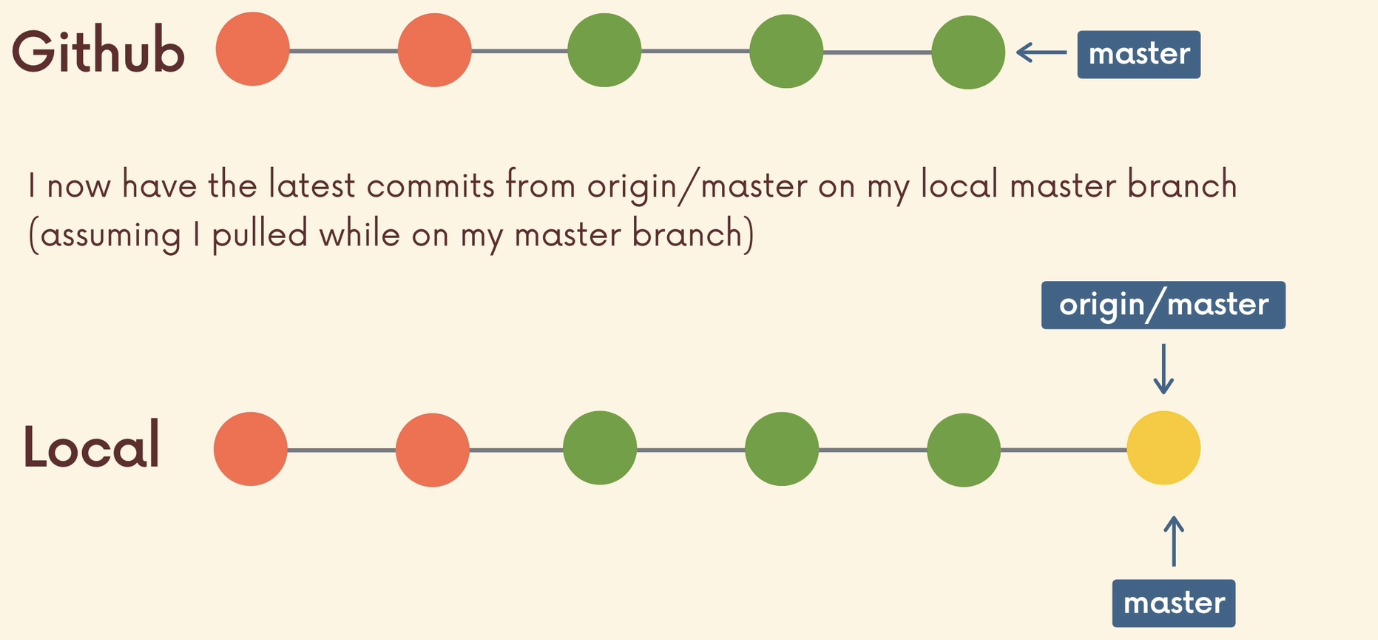 Github
master
I now have the latest commits from origin/master on my local master branch
(assuming I pulled while on my master branch)
origin/master
Local
master